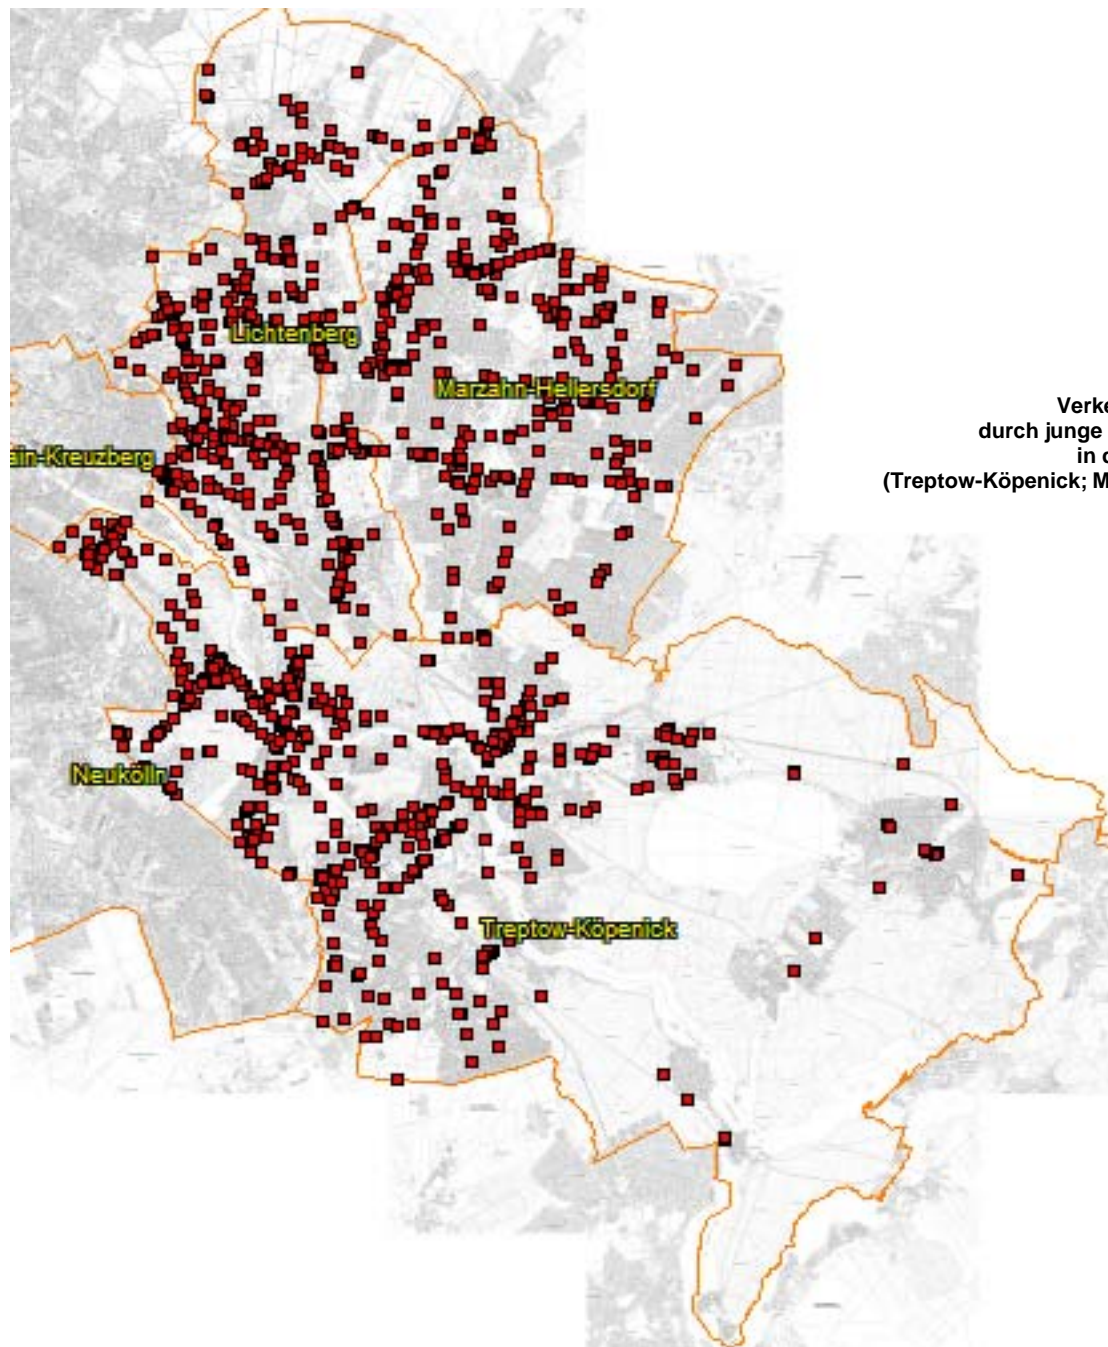 Lichtenberg
Marzahn-Hellersdorf
ain-Kreuzberg
Verke
durch junge
in d
(Treptow-Köpenick; M
Neukölln
Treptow-Köpenick